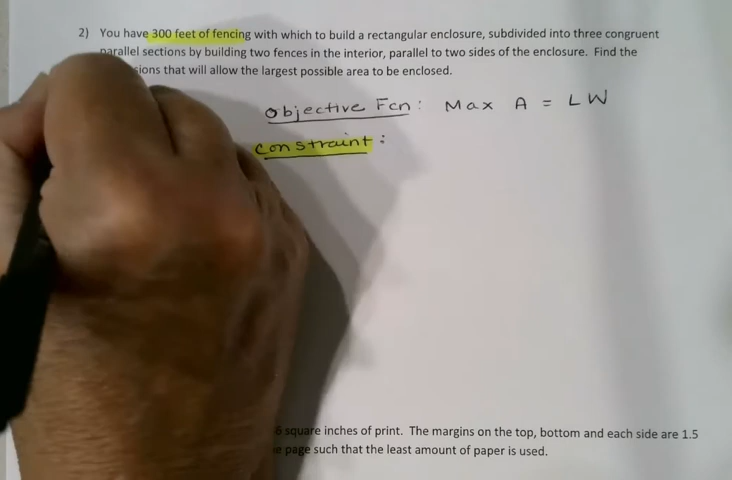 2) You have 300 feet of fencing with which to build a rectangular enclosure, subdivided into three congruent
parallel sections by building two fences in the interior, parallel to two sides of the enclosure. Find the
that will allow the largest possible area to be enclosed.
Objective Fcn: Max A = LW
Constraint:
square inches of print. The margins on the top, bottom and each side are 1.5
page such that the least amount of paper is used.